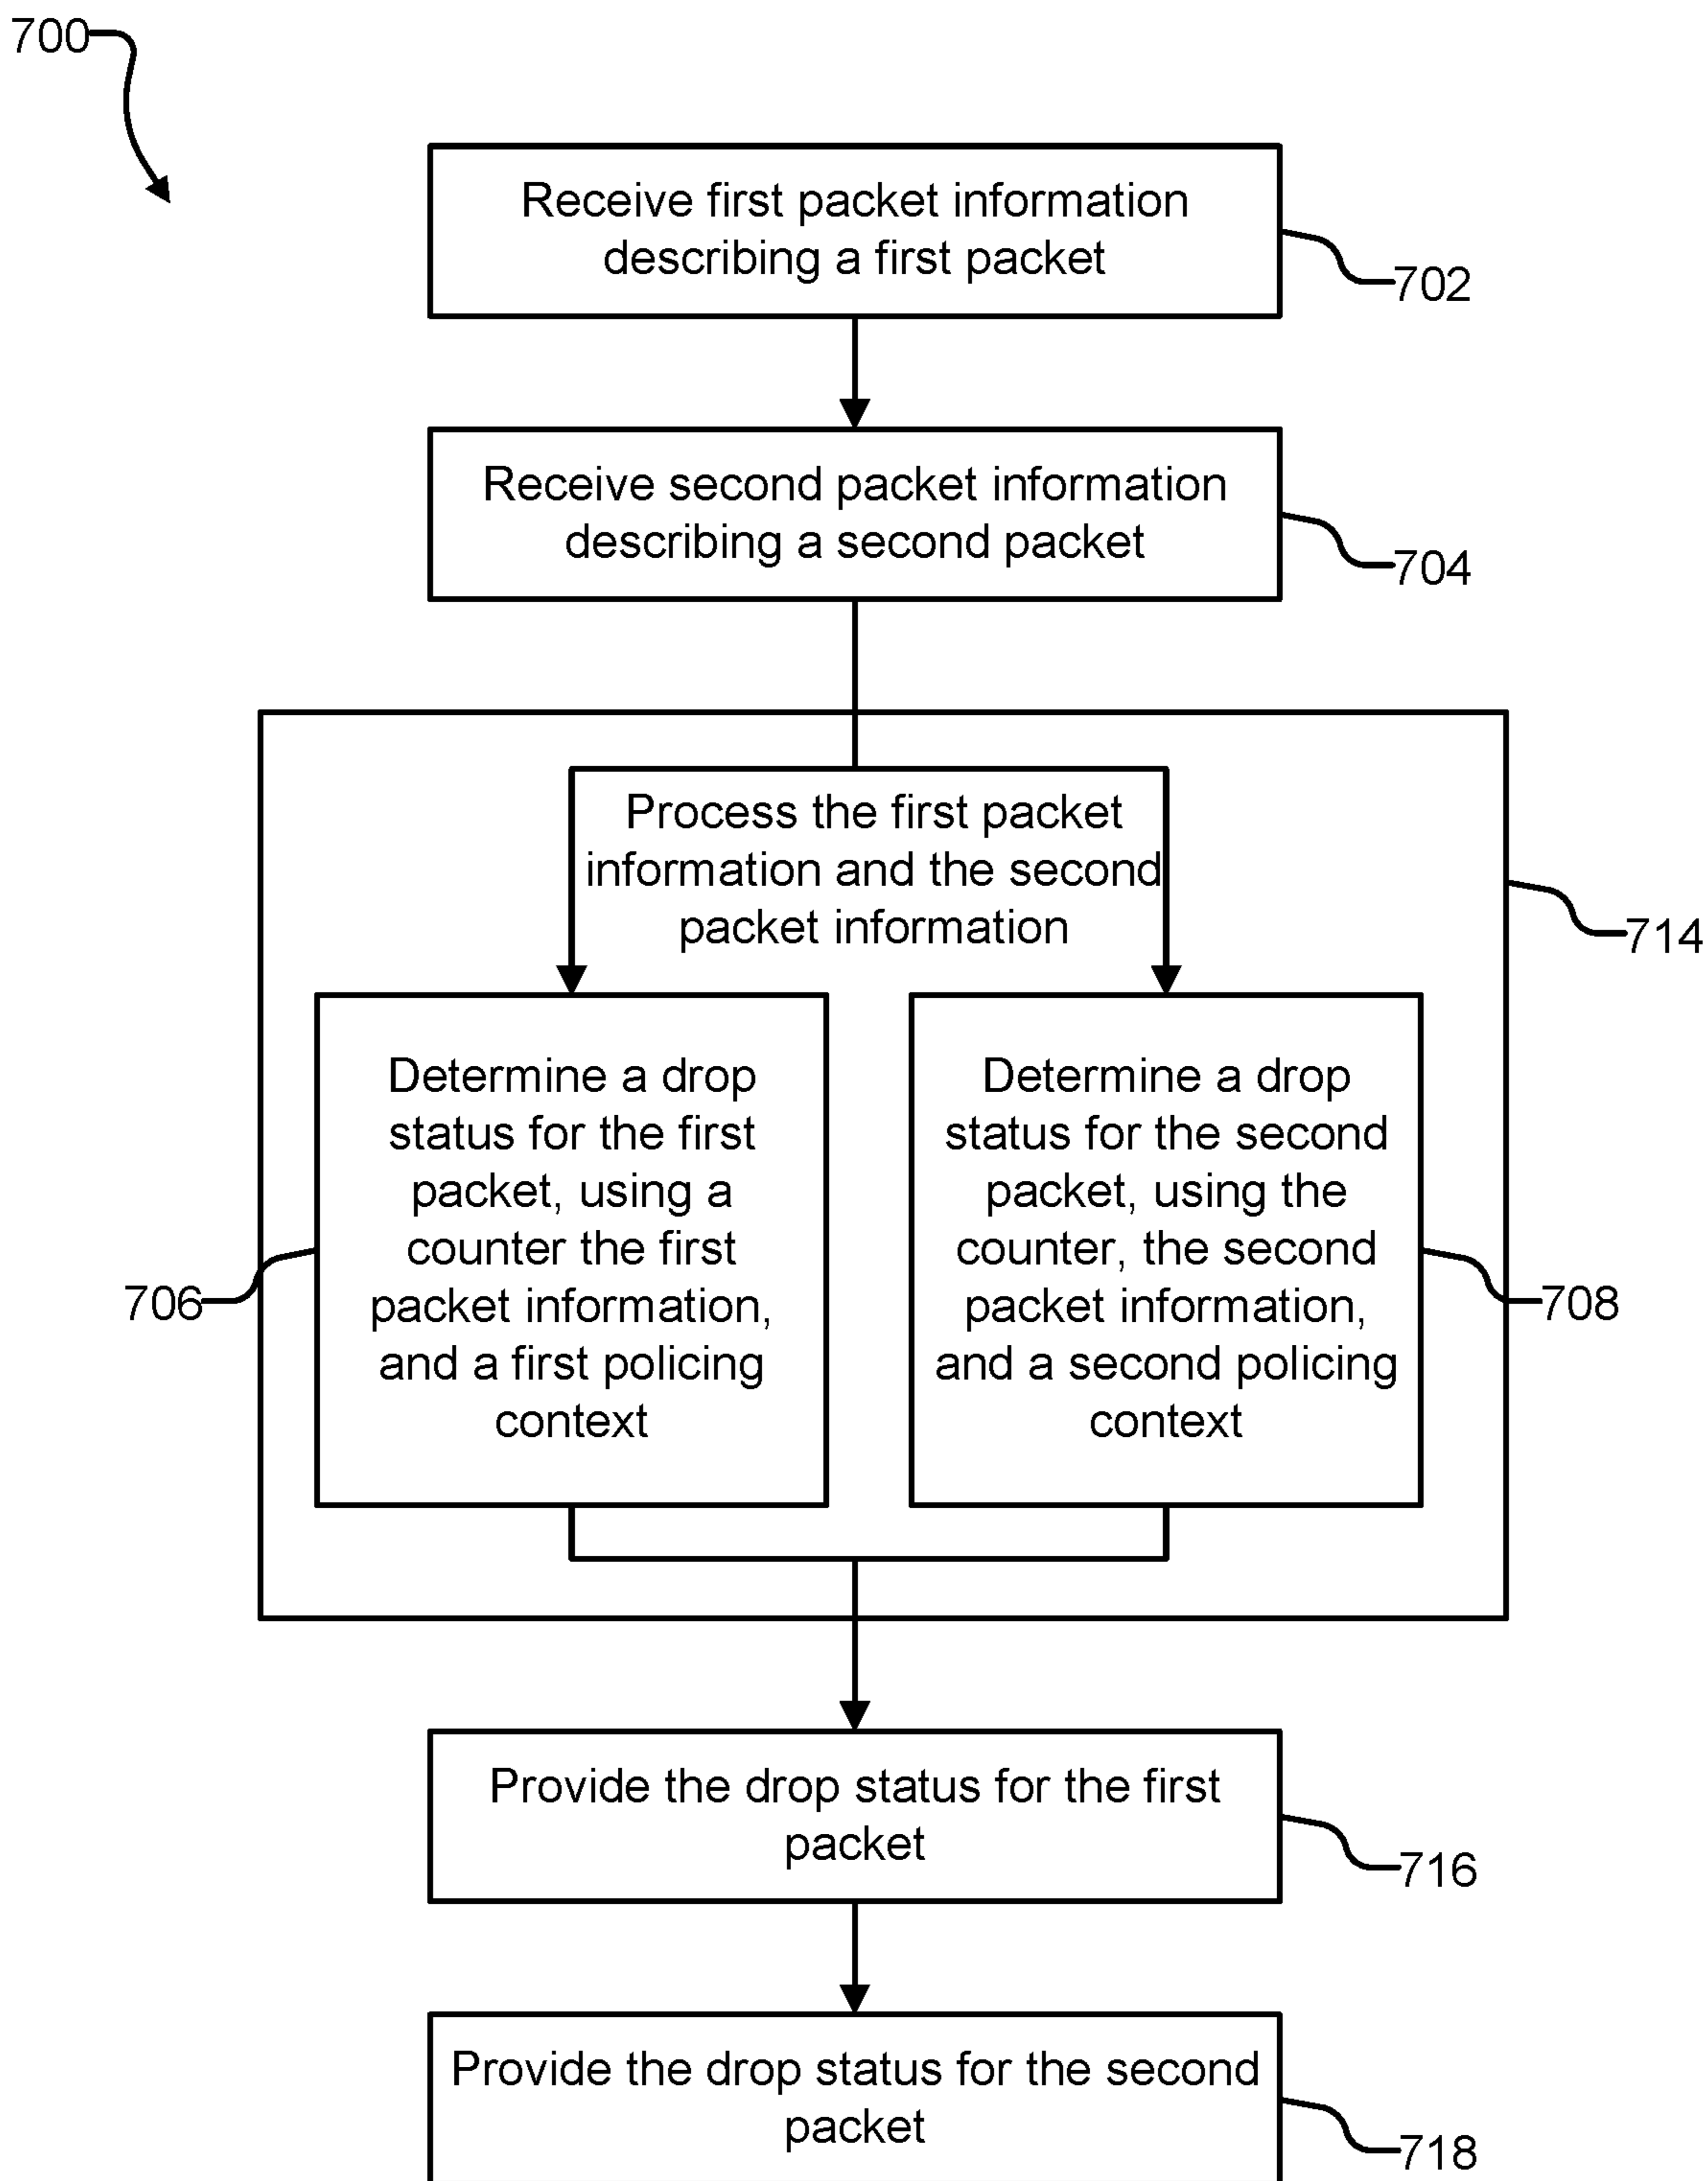 700
Receive first packet information
describing a first packet
702
Receive second packet information
describing a second packet
704
Process the first packet
information and the second
packet information
714
Determine a drop
status for the first
packet, using a
counter the first
packet information,
and a first policing
context
706
Determine a drop
status for the second
packet, using the
counter, the second
packet information,
and a second policing
context
708
Provide the drop status for the first
packet
716
Provide the drop status for the second
packet
718